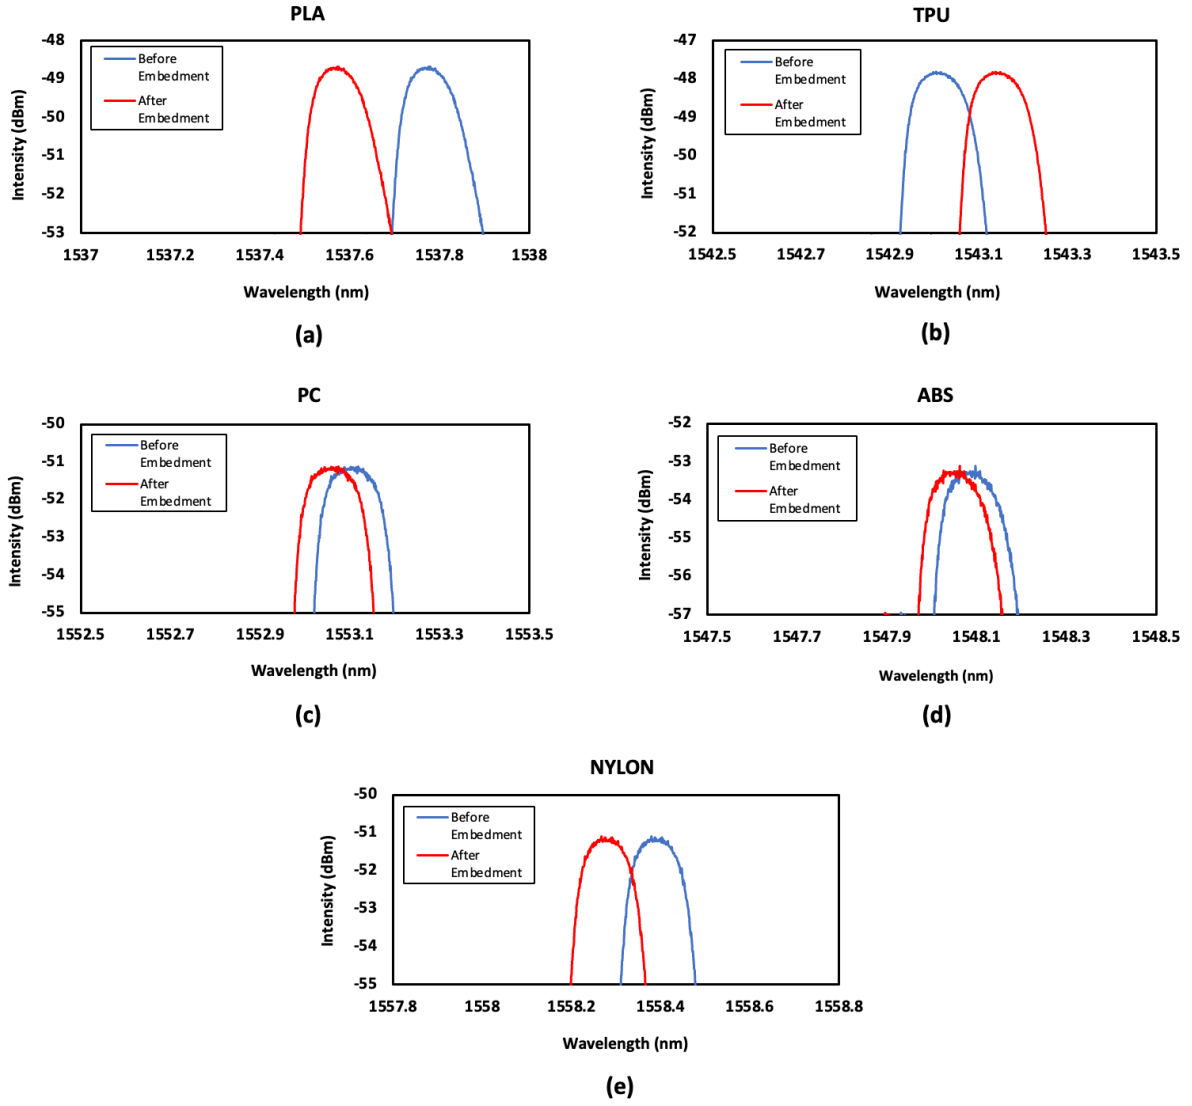 PLA
-48
-49
-50
-51
-52
-53
Intensity (dBm)
Before
Embedment
After
Embedment
1537
1537.2
1537.4
1537.6
1537.8
1538
Wavelength (nm)
(a)
TPU
-47
-48
-49
-50
-51
-52
Intensity (dBm)
Before
Embedment
After
Embedment
1542.5
1542.7
1542.9
1543.1
1543.3
1543.5
Wavelength (nm)
(b)
PC
-50
-51
-52
-53
-54
-55
Intensity (dBm)
Before
Embedment
After
Embedment
1552.5
1552.7
1552.9
1553.1
1553.3
1553.5
Wavelength (nm)
(c)
ABS
-52
-53
-54
-55
-56
-57
Intensity (dBm)
Before
Embedment
After
Embedment
1547.5
1547.7
1547.9
1548.1
1548.3
1548.5
Wavelength (nm)
(d)
NYLON
-50
-51
-52
-53
-54
-55
Intensity (dBm)
Before
Embedment
After
Embedment
1557.8
1558
1558.2
1558.4
1558.6
1558.8
Wavelength (nm)
(e)